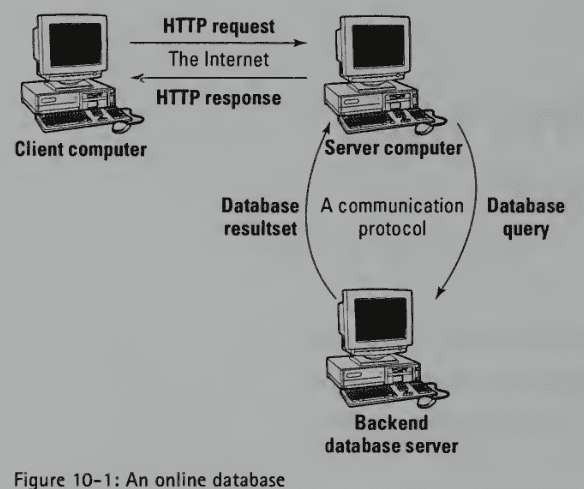 HTTP request
The Internet
HTTP response
Client computer
Server computer
Database
resultset
A communication
protocol
Database
query
Backend
database server
Figure 10-1: An online database